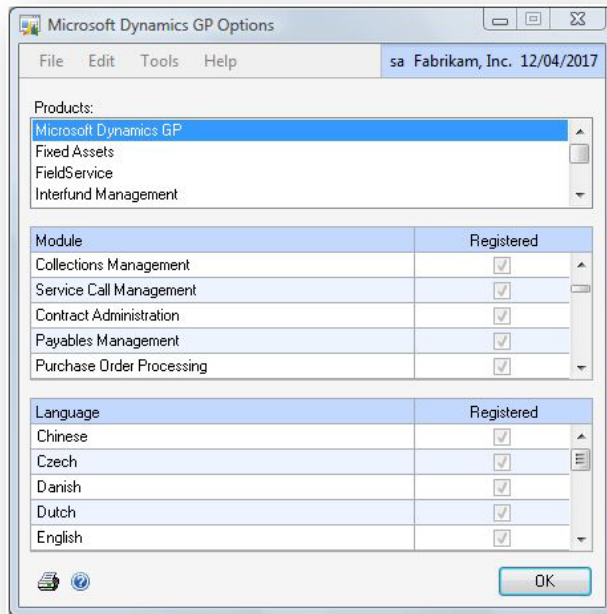 Microsoft Dynamics GP Options
File Edit Tools Help sa Fabrikam, Inc. 12/04/2017
Products:
Microsoft Dynamics GP
Fixed Assets
FieldService
Interfund Management
Module Registered
Collections Management
Service Call Management
Contract Administration
Payables Management
Purchase Order Processing
Language Registered
Chinese
Czech
Danish
Dutch
English
OK